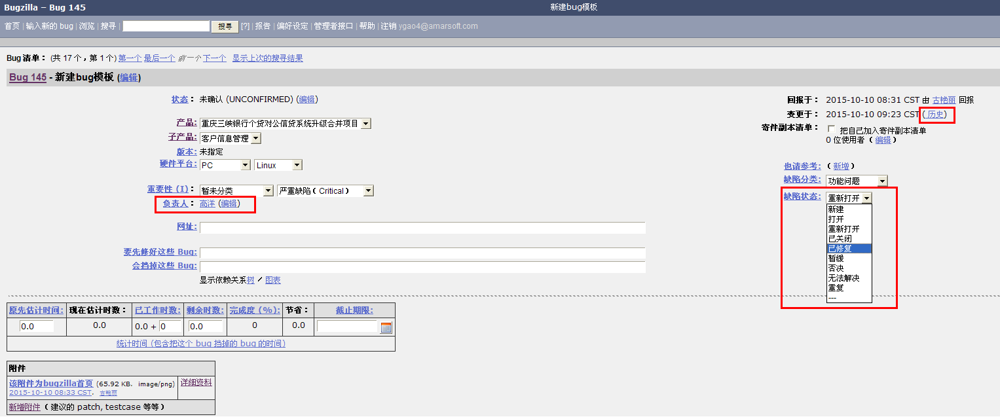 Bugzilla – Bug 145 新建bug模板
首页 | 输入新的 bug | 浏览 | 搜寻 | 搜寻 [?] | 报告 | 偏好设定 | 管理者接口 | 帮助 | 注销 ygao4@amarsoft.com
Bug 清单： (共 17 个，第 1 个) 第一个 最后一个 前一个 下一个 显示上次的搜寻结果
Bug 145 - 新建bug模板 (编辑)
状态： 未确认 (UNCONFIRMED) (编辑)
产品: 重庆三峡银行个贷对公信贷系统升级合并项目
子产品: 客户信息管理
版本: 未指定
硬件平台: PC Linux
重要性 (I)： 暂未分类 严重缺陷（Critical）
负责人： 高洋 (编辑)
网址:
要先修好这些 Bug:
会挡掉这些 Bug:
显示依赖关系树 / 图表
回报于： 2015-10-10 08:31 CST 由 古艳丽 回报
变更于： 2015-10-10 09:23 CST (历史)
寄件副本清单： 把自己加入寄件副本清单
0 位使用者 （编辑）
也请参考: （新增）
缺陷分类: 功能问题
缺陷状态: 重新打开
新建
打开
重新打开
已关闭
已修复
暂缓
否决
无法解决
重复
---
原先估计时间: 现在估计时数： 已工作时数: 剩余时数: 完成度 (%): 节省： 截止期限:
0.0 0.0 0.0 + 0 0.0 0 0.0
统计时间 (包含把这个 bug 挡掉的 bug 的时间)
附件
该附件为bugzilla首页 (65.92 KB, image/png) 详细资料
2015-10-10 08:33 CST, 古艳丽
新增附件 （建议的 patch, testcase 等等）